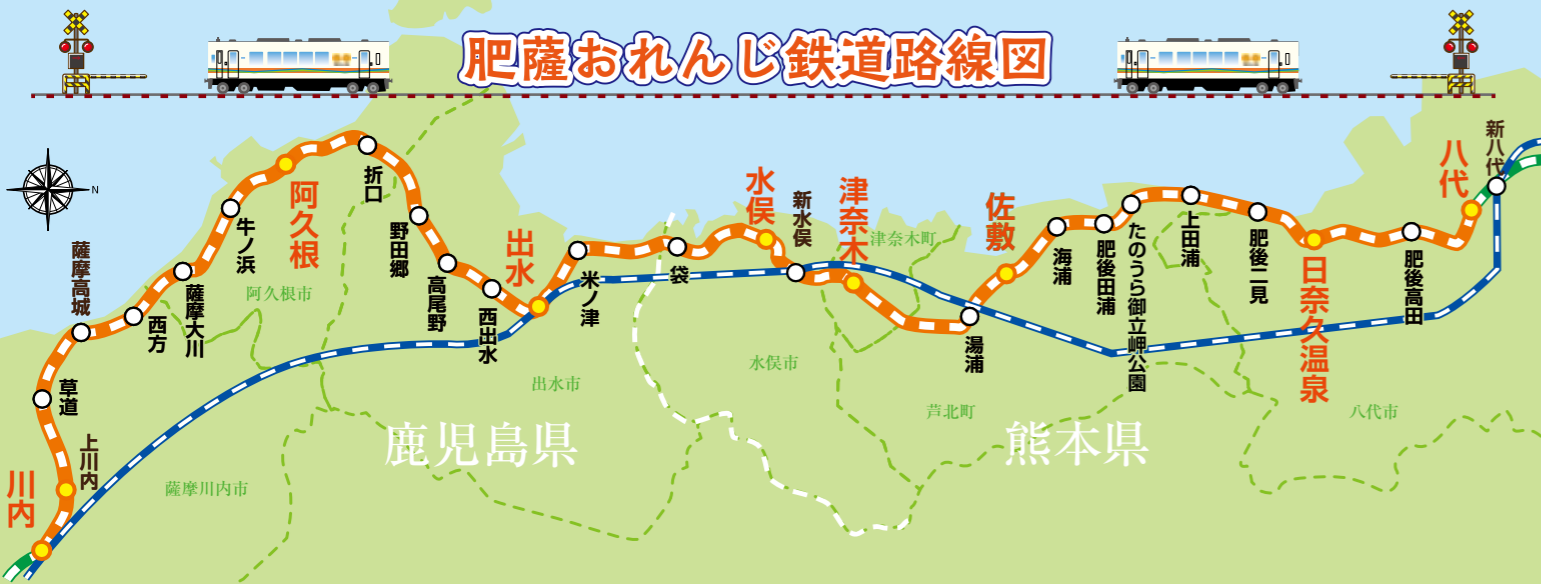 肥薩おれんじ鉄道路線図
N
川内
上川内
草道
薩摩高城
西方
薩摩大川
牛ノ浜
阿久根
折口
野田郷
高尾野
西出水
出水
米ノ津
袋
水俣
新水俣
津奈木
湯浦
佐敷
海浦
肥後田浦
たのうら御立岬公園
上田浦
肥後二見
日奈久温泉
肥後高田
八代
新八代
阿久根市
薩摩川内市
出水市
水俣市
津奈木町
芦北町
八代市
鹿児島県
熊本県